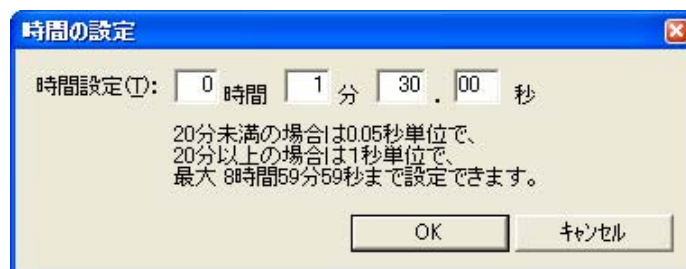 時間の設定
時間設定(T): 0 時間 1 分 30 . 00 秒
20分未満の場合は0.05秒単位で、
20分以上の場合は1秒単位で、
最大 8時間59分59秒まで設定できます。
OK ｷｬﾝｾﾙ